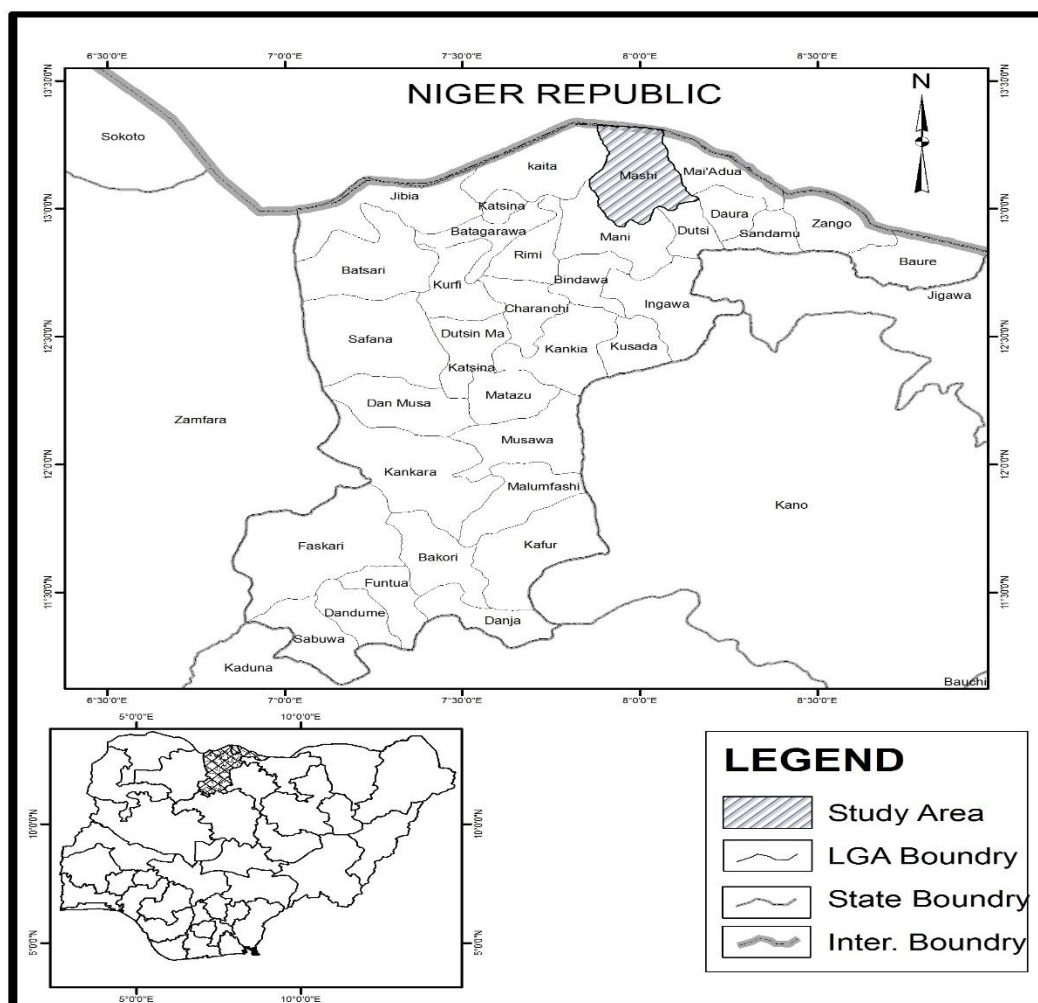 6°30'0"E 7°0'0"E 7°30'0"E 8°0'0"E 8°30'0"E
13°30'0"N 13°30'0"N
NIGER REPUBLIC
N
Sokoto
kaita
Mashi
Mai'Adua
Jibia
Katsina
13°0'0"N 13°0'0"N
Daura
Zango
Batagarawa
Mani
Dutsi
Sandamu
Rimi
Baure
Batsari
Kurfi
Bindawa
Jigawa
Ingawa
Charanchi
12°30'0"N 12°30'0"N
Safana
Dutsin Ma
Kankia
Kusada
Katsina
Dan Musa
Matazu
Zamfara
Musawa
12°0'0"N 12°0'0"N
Kankara
Malumfashi
Kano
Faskari
Bakori
Kafur
Funtua
11°30'0"N 11°30'0"N
Dandume
Danja
Sabuwa
Kaduna
Bauchi
6°30'0"E 7°0'0"E 7°30'0"E 8°0'0"E 8°30'0"E
5°0'0"E 10°0'0"E
10°0'0"N 10°0'0"N
5°0'0"N 5°0'0"N
5°0'0"E 10°0'0"E
LEGEND
Study Area
LGA Boundry
State Boundry
Inter. Boundry